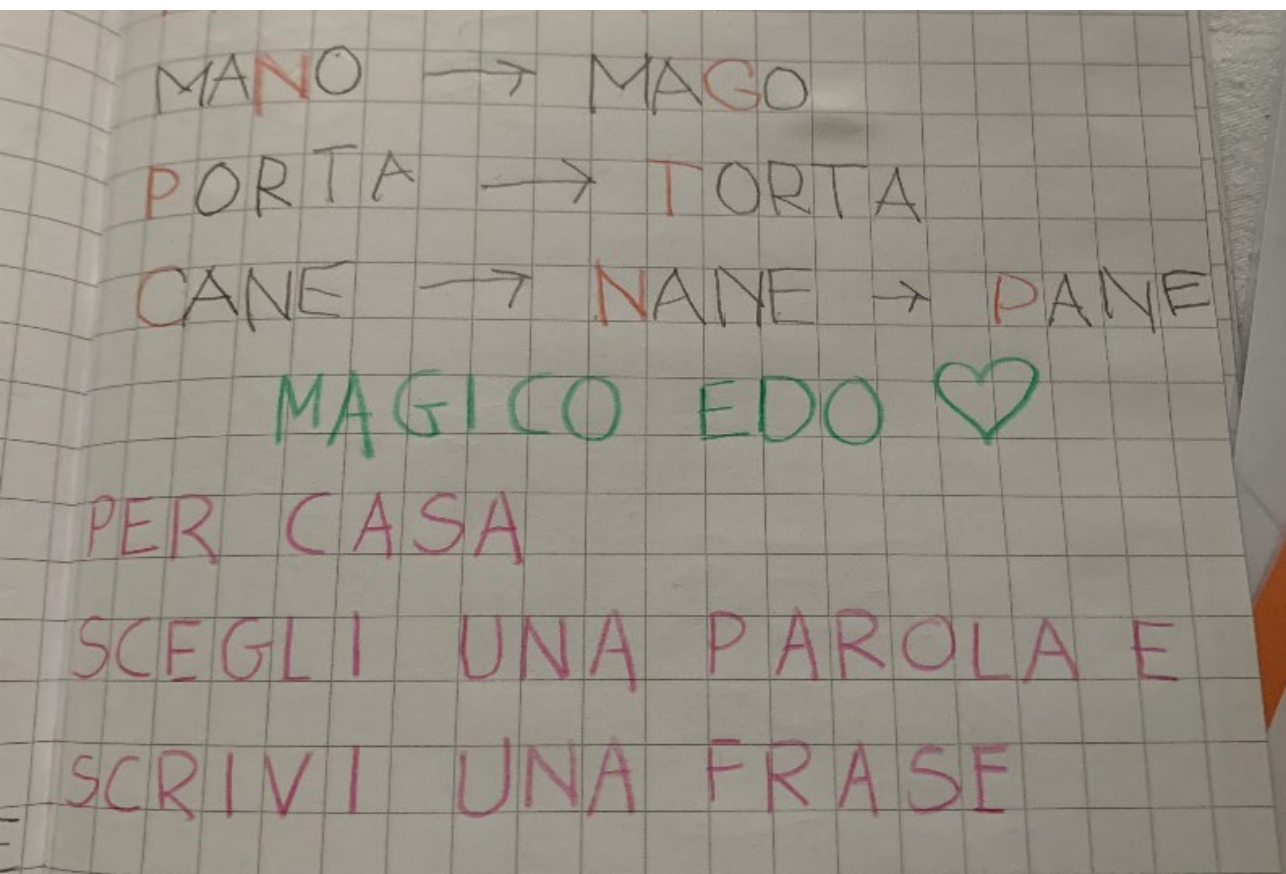 MANO → MAGO
PORTA → TORTA
CANE → NANE → PANE
MAGICO EDO ♡
PER CASA
SCEGLI UNA PAROLA E
SCRIVI UNA FRASE